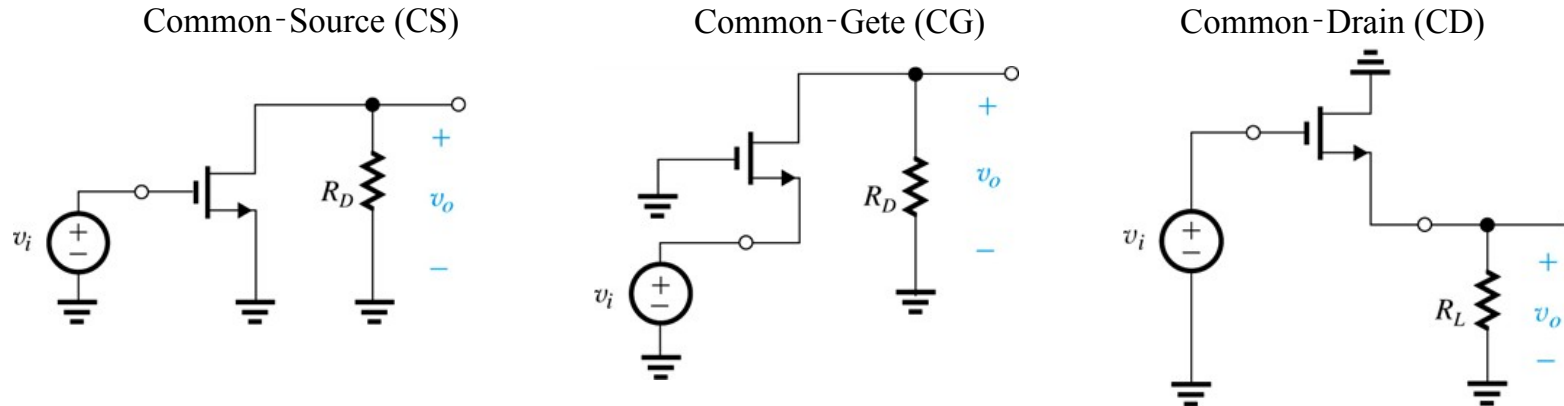 Common-Source (CS)
Common-Gete (CG)
Common-Drain (CD)
+
−
v_i
R_D
+
v_o
−
+
−
v_i
R_D
+
v_o
−
+
−
v_i
R_L
+
v_o
−